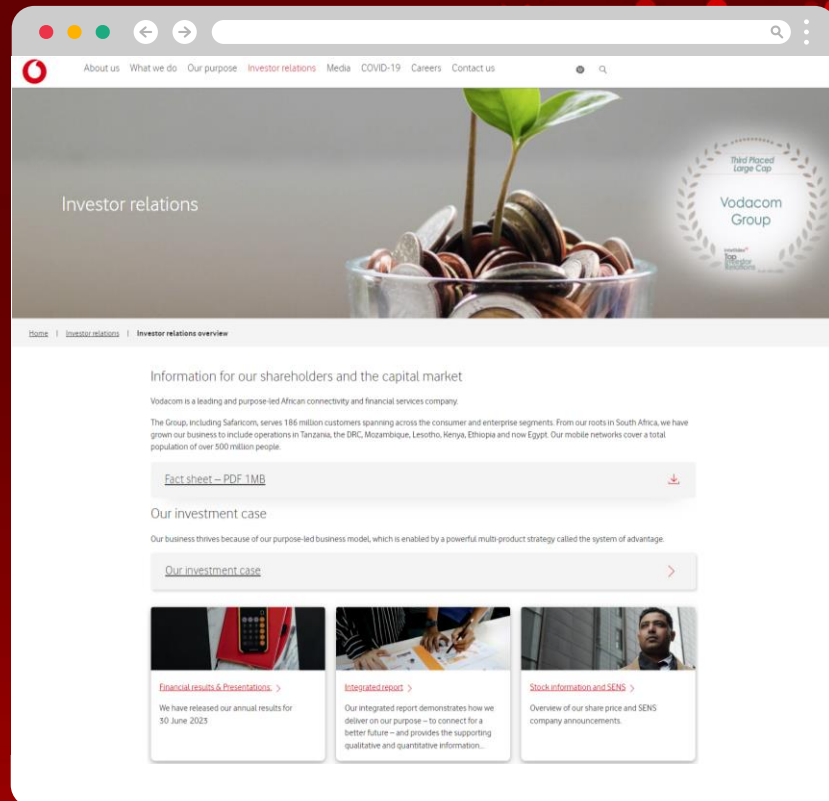 About us What we do Our purpose Investor relations Media COVID-19 Careers Contact us
Investor relations
Third Placed
Large Cap
Vodacom
Group
Top
Investor
Relations
Home | Investor relations | Investor relations overview
Information for our shareholders and the capital market
Vodacom is a leading and purpose-led African connectivity and financial services company.
The Group, including Safaricom, serves 186 million customers spanning across the consumer and enterprise segments. From our roots in South Africa, we have
grown our business to include operations in Tanzania, the DRC, Mozambique, Lesotho, Kenya, Ethiopia and now Egypt. Our mobile networks cover a total
population of over 500 million people.
Fact sheet – PDF 1MB
Our investment case
Our business thrives because of our purpose-led business model, which is enabled by a powerful multi-product strategy called the system of advantage.
Our investment case
Financial results & Presentations
We have released our annual results for
30 June 2023
Integrated report
Our integrated report demonstrates how we
deliver on our purpose – to connect for a
better future – and provides the supporting
qualitative and quantitative information...
Stock information and SENS
Overview of our share price and SENS
company announcements.